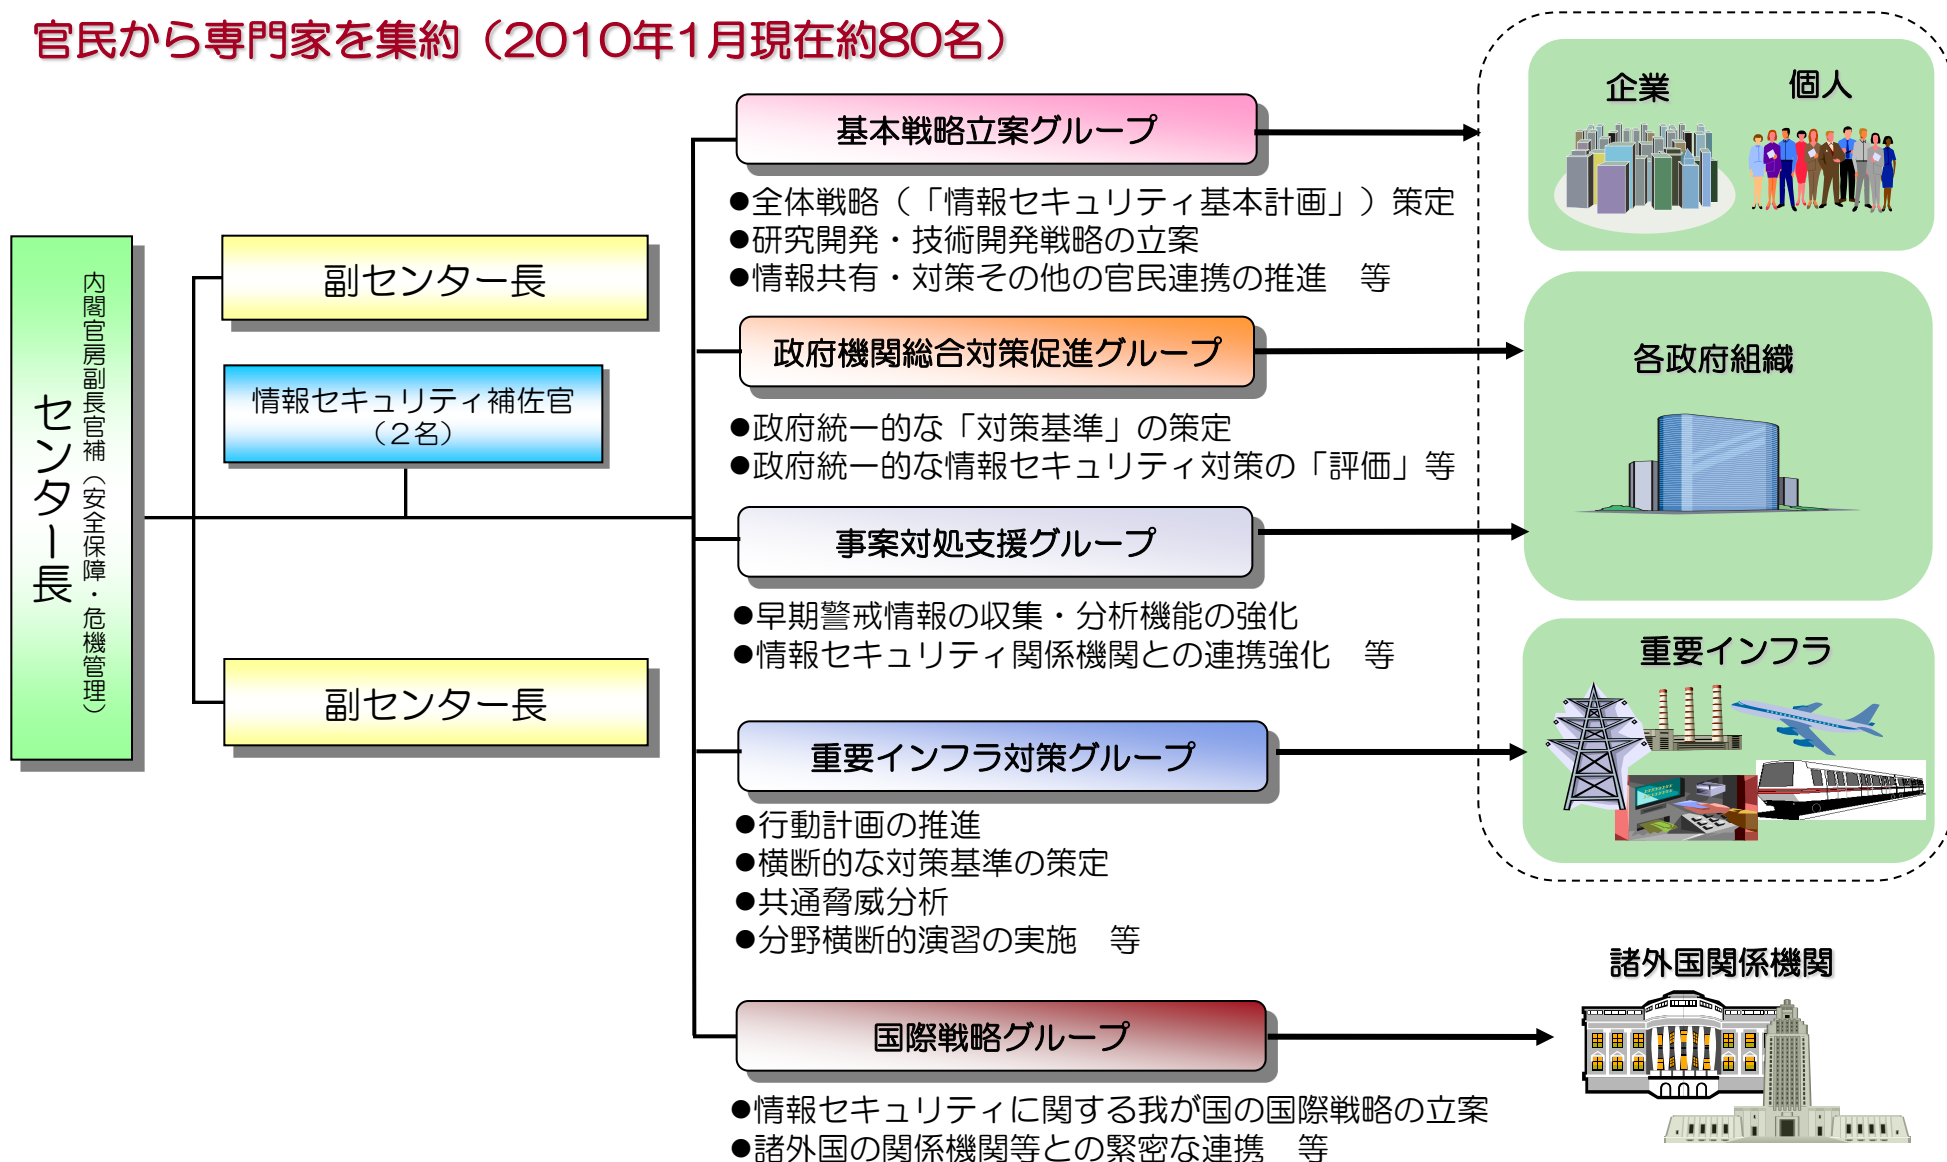 官民から専門家を集約（2010年1月現在約80名）
センター長
内閣官房副長官補（安全保障・危機管理）
副センター長
情報セキュリティ補佐官
（2名）
副センター長
基本戦略立案グループ
●全体戦略（「情報セキュリティ基本計画」）策定
●研究開発・技術開発戦略の立案
●情報共有・対策その他の官民連携の推進　等
政府機関総合対策促進グループ
●政府統一的な「対策基準」の策定
●政府統一的な情報セキュリティ対策の「評価」等
事案対処支援グループ
●早期警戒情報の収集・分析機能の強化
●情報セキュリティ関係機関との連携強化　等
重要インフラ対策グループ
●行動計画の推進
●横断的な対策基準の策定
●共通脅威分析
●分野横断的演習の実施　等
国際戦略グループ
●情報セキュリティに関する我が国の国際戦略の立案
●諸外国の関係機関等との緊密な連携　等
企業
個人
各政府組織
重要インフラ
諸外国関係機関